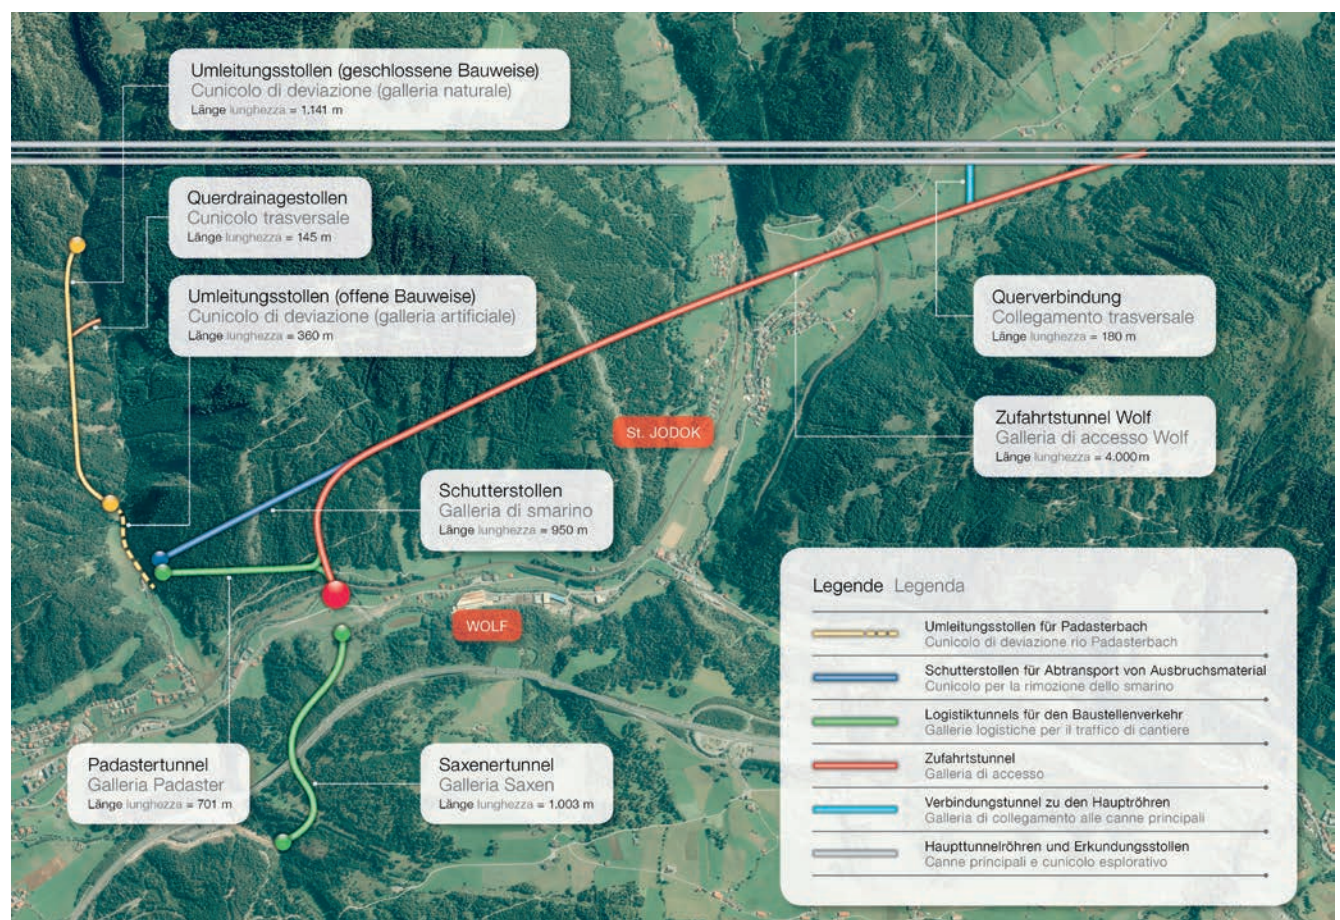 Umleitungsstollen (geschlossene Bauweise)
Cunicolo di deviazione (galleria naturale)
Länge lunghezza = 1.141 m
Querdrainagestollen
Cunicolo trasversale
Länge lunghezza = 145 m
Umleitungsstollen (offene Bauweise)
Cunicolo di deviazione (galleria artificiale)
Länge lunghezza = 360 m
Querverbindung
Collegamento trasversale
Länge lunghezza = 180 m
Zufahrtstunnel Wolf
Galleria di accesso Wolf
Länge lunghezza = 4.000 m
St. JODOK
Schutterstollen
Galleria di smarino
Länge lunghezza = 950 m
WOLF
Padastertunnel
Galleria Padaster
Länge lunghezza = 701 m
Saxenertunnel
Galleria Saxen
Länge lunghezza = 1.003 m
Legende Legenda
Umleitungsstollen für Padasterbach
Cunicolo di deviazione rio Padasterbach
Schutterstollen für Abtransport von Ausbruchsmaterial
Cunicolo per la rimozione dello smarino
Logistiktunnels für den Baustellenverkehr
Gallerie logistiche per il traffico di cantiere
Zufahrtstunnel
Galleria di accesso
Verbindungstunnel zu den Hauptröhren
Galleria di collegamento alle canne principali
Haupttunnelröhren und Erkundungsstollen
Canne principali e cunicolo esplorativo